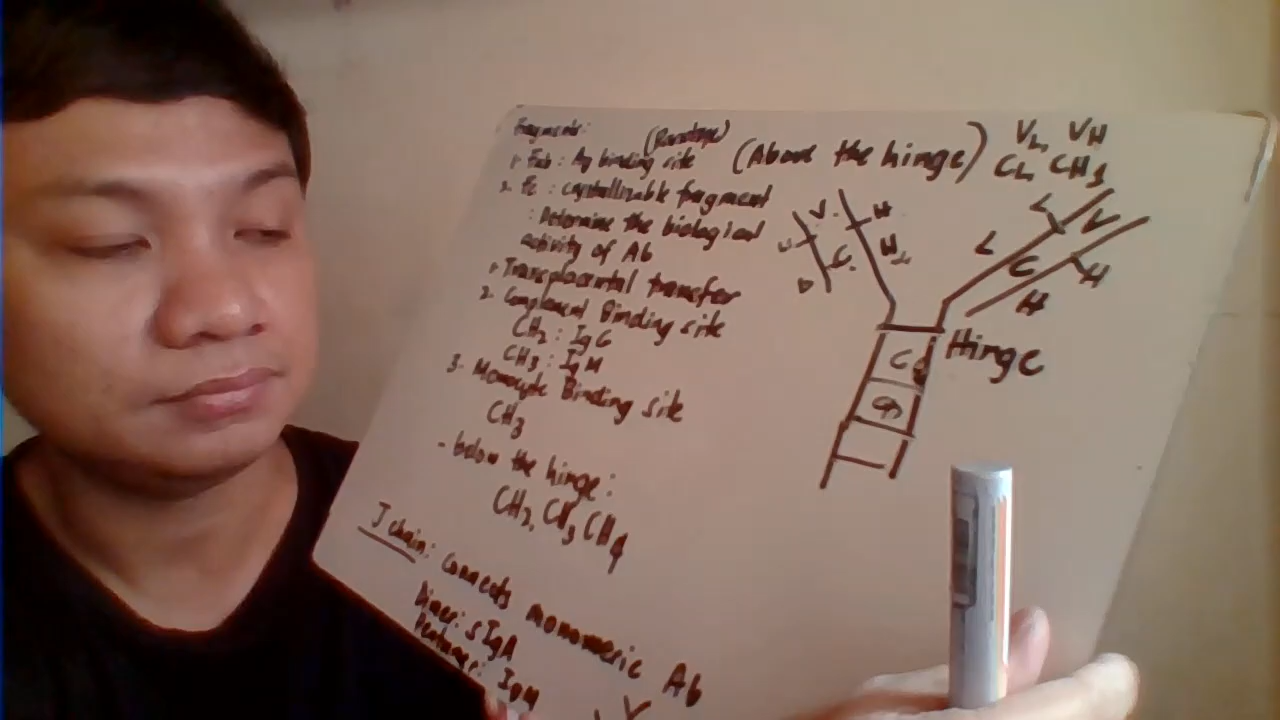 Fragments:
1. Fab : Ag binding site (Paratope) (Above the hinge) VL, VH
CL, CH1
2. Fc : crystallizable fragment
: Determine the biological
activity of Ab
1. Transplacental transfer
2. Complement Binding site
CH2 : IgG
CH3 : IgM
3. Monocyte Binding site
CH3
- below the hinge:
CH2, CH3 CH4
J chain: Connects monomeric Ab
Dimer: sIgA
Pentamer: IgM
V H
C H
L V
L C H
H
Hinge
C